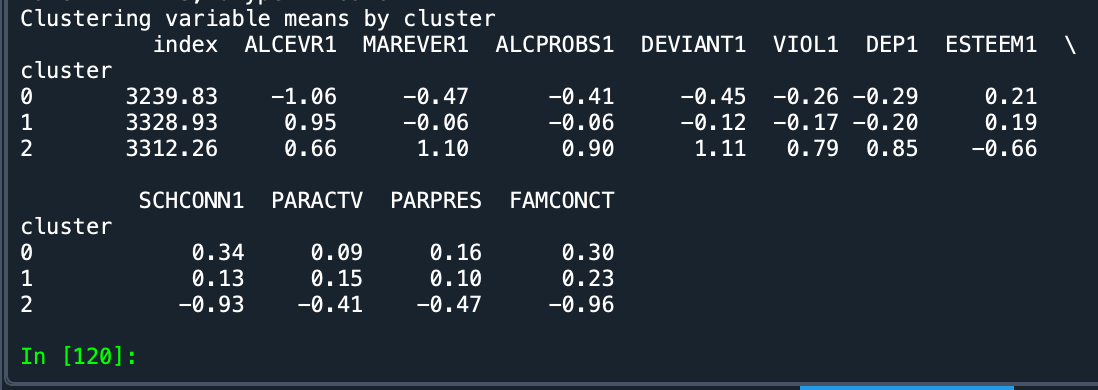 Clustering variable means by cluster
index ALCEVR1 MAREVER1 ALCPROBS1 DEVIANT1 VIOL1 DEP1 ESTEEM1 \
cluster
0 3239.83 -1.06 -0.47 -0.41 -0.45 -0.26 -0.29 0.21
1 3328.93 0.95 -0.06 -0.06 -0.12 -0.17 -0.20 0.19
2 3312.26 0.66 1.10 0.90 1.11 0.79 0.85 -0.66
SCHCONN1 PARACTV PARPRES FAMCONCT
cluster
0 0.34 0.09 0.16 0.30
1 0.13 0.15 0.10 0.23
2 -0.93 -0.41 -0.47 -0.96
In [120]: